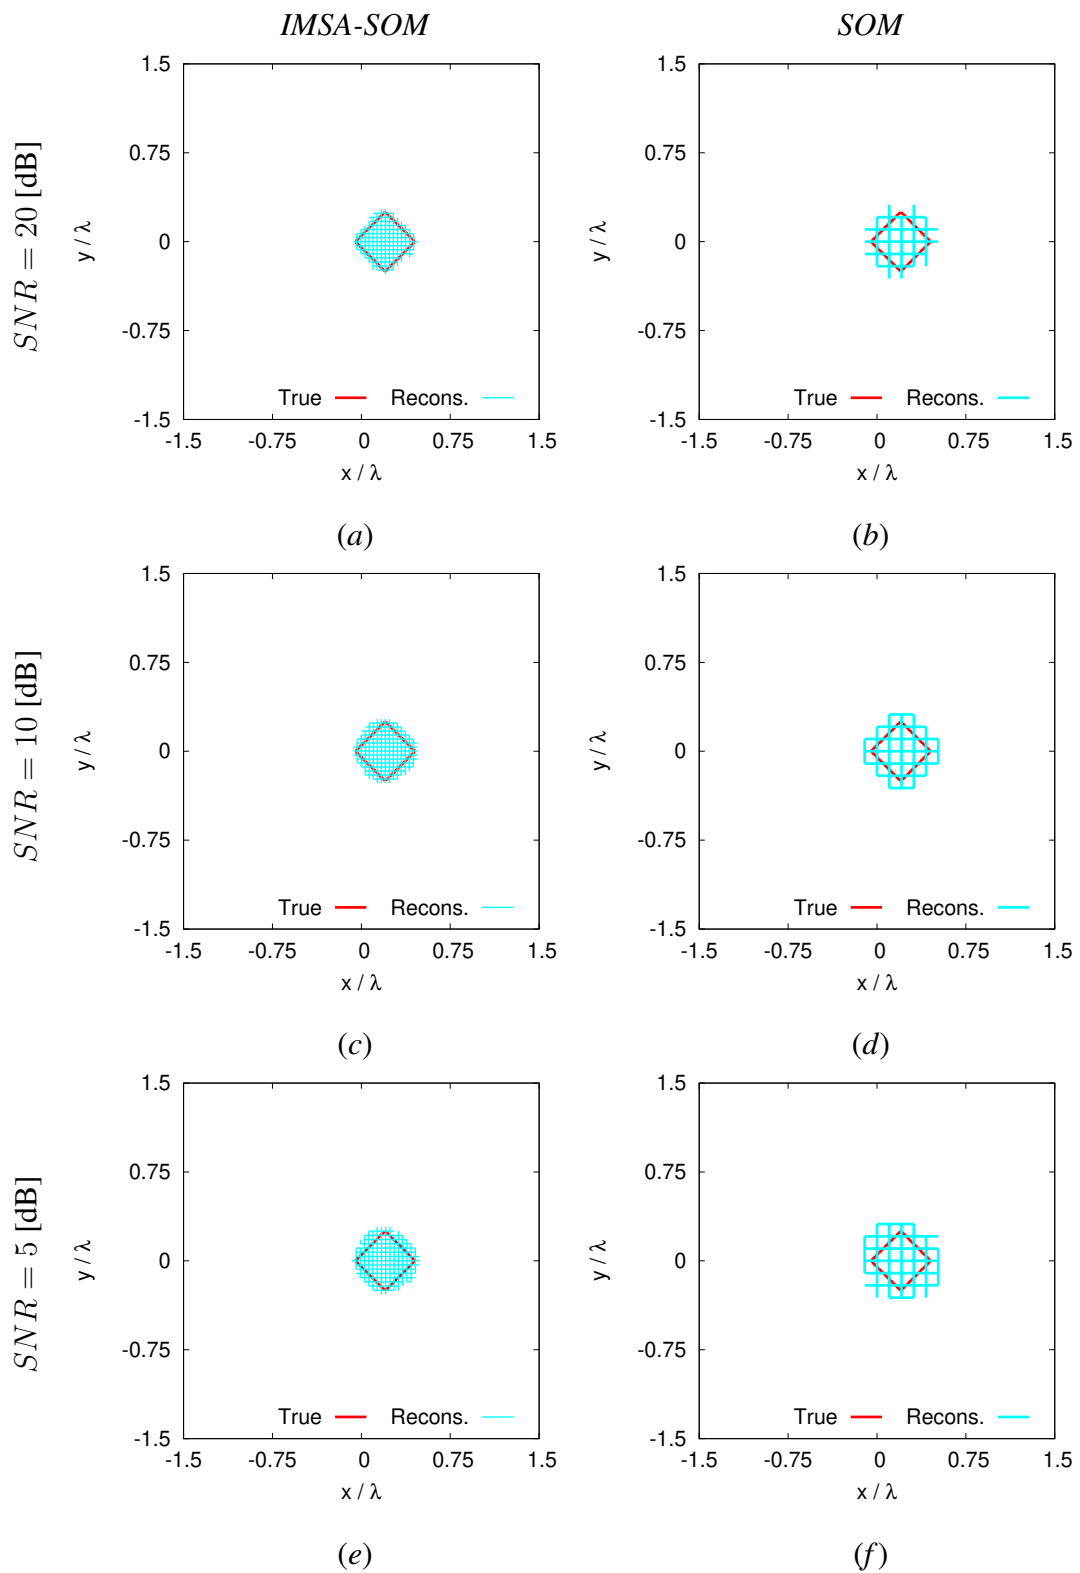 IMSA-SOM SOM
SNR = 20 [dB]
1.5
0.75
0
-0.75
-1.5
y / λ
True Recons.
-1.5 -0.75 0 0.75 1.5
x / λ
(a)
1.5
0.75
0
-0.75
-1.5
y / λ
True Recons.
-1.5 -0.75 0 0.75 1.5
x / λ
(b)
SNR = 10 [dB]
1.5
0.75
0
-0.75
-1.5
y / λ
True Recons.
-1.5 -0.75 0 0.75 1.5
x / λ
(c)
1.5
0.75
0
-0.75
-1.5
y / λ
True Recons.
-1.5 -0.75 0 0.75 1.5
x / λ
(d)
SNR = 5 [dB]
1.5
0.75
0
-0.75
-1.5
y / λ
True Recons.
-1.5 -0.75 0 0.75 1.5
x / λ
(e)
1.5
0.75
0
-0.75
-1.5
y / λ
True Recons.
-1.5 -0.75 0 0.75 1.5
x / λ
(f)